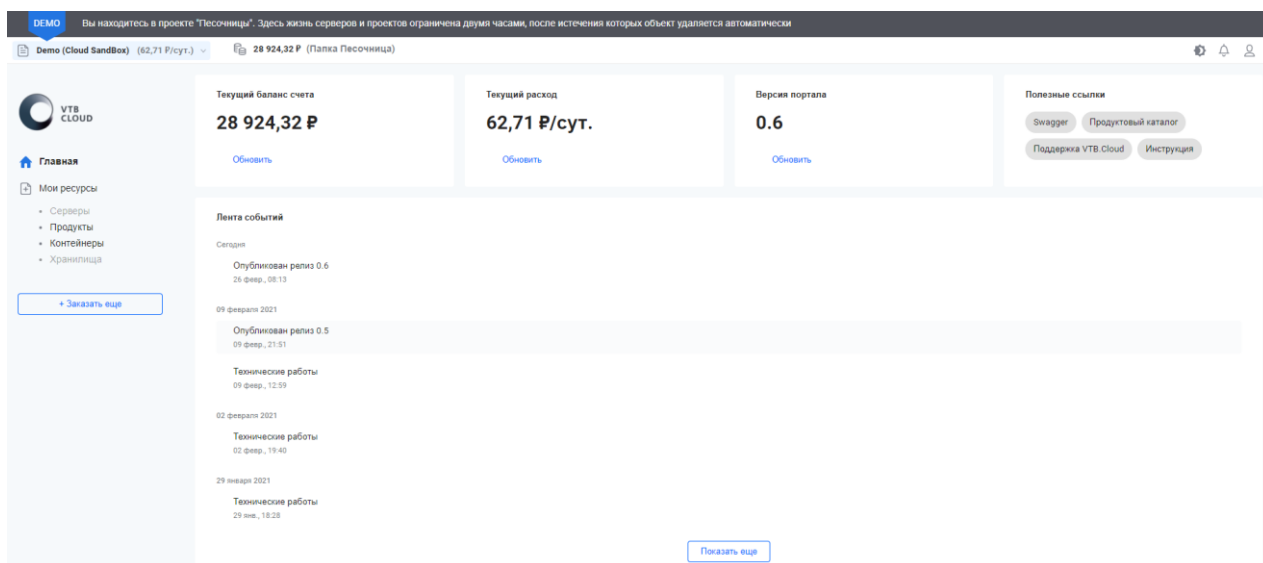 DEMO Вы находитесь в проекте "Песочницы". Здесь жизнь серверов и проектов ограничена двумя часами, после истечения которых объект удаляется автоматически
Demo (Cloud SandBox) (62,71 ₽/сут.) 28 924,32 ₽ (Папка Песочница)
VTB
CLOUD
Главная
Мои ресурсы
Серверы
Продукты
Контейнеры
Хранилища
+ Заказать еще
Текущий баланс счета
28 924,32 ₽
Обновить
Текущий расход
62,71 ₽/сут.
Обновить
Версия портала
0.6
Обновить
Полезные ссылки
Swagger Продуктовый каталог
Поддержка VTB.Cloud Инструкция
Лента событий
Сегодня
Опубликован релиз 0.6
26 февр., 08:13
09 февраля 2021
Опубликован релиз 0.5
09 февр., 21:51
Технические работы
09 февр., 12:59
02 февраля 2021
Технические работы
02 февр., 19:40
29 января 2021
Технические работы
29 янв., 18:28
Показать еще